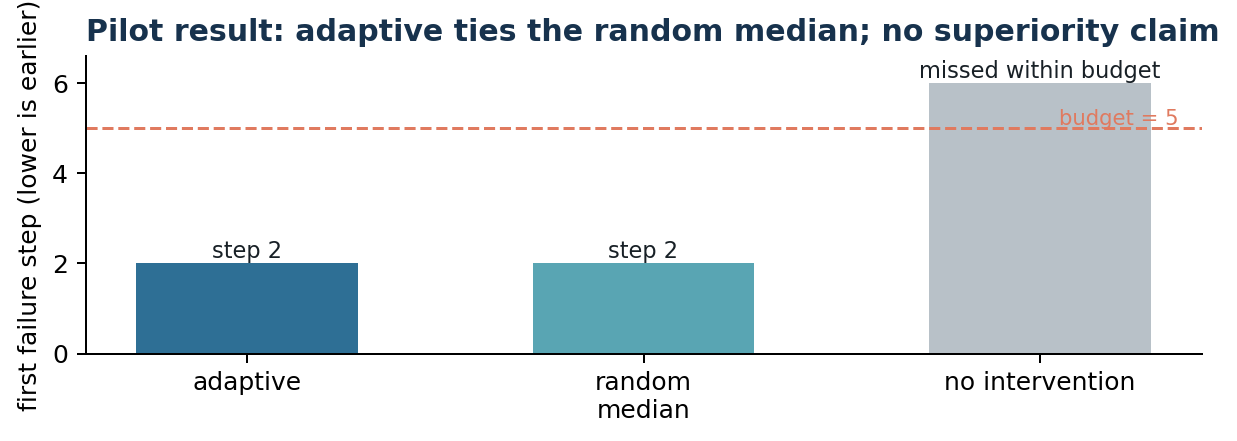 Pilot result: adaptive ties the random median; no superiority claim
first failure step (lower is earlier)
6
4
2
0
missed within budget
budget = 5
step 2
step 2
adaptive
random
median
no intervention